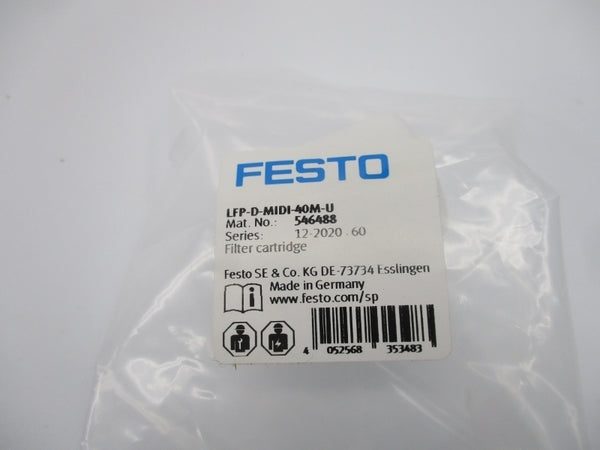 FESTO
LFP-D-MIDI-40M-U
Mat. No.: 546488
Series: 12-2020 . 60
Filter cartridge
Festo SE & Co. KG DE-73734 Esslingen
Made in Germany
www.festo.com/sp
4 052568 353483